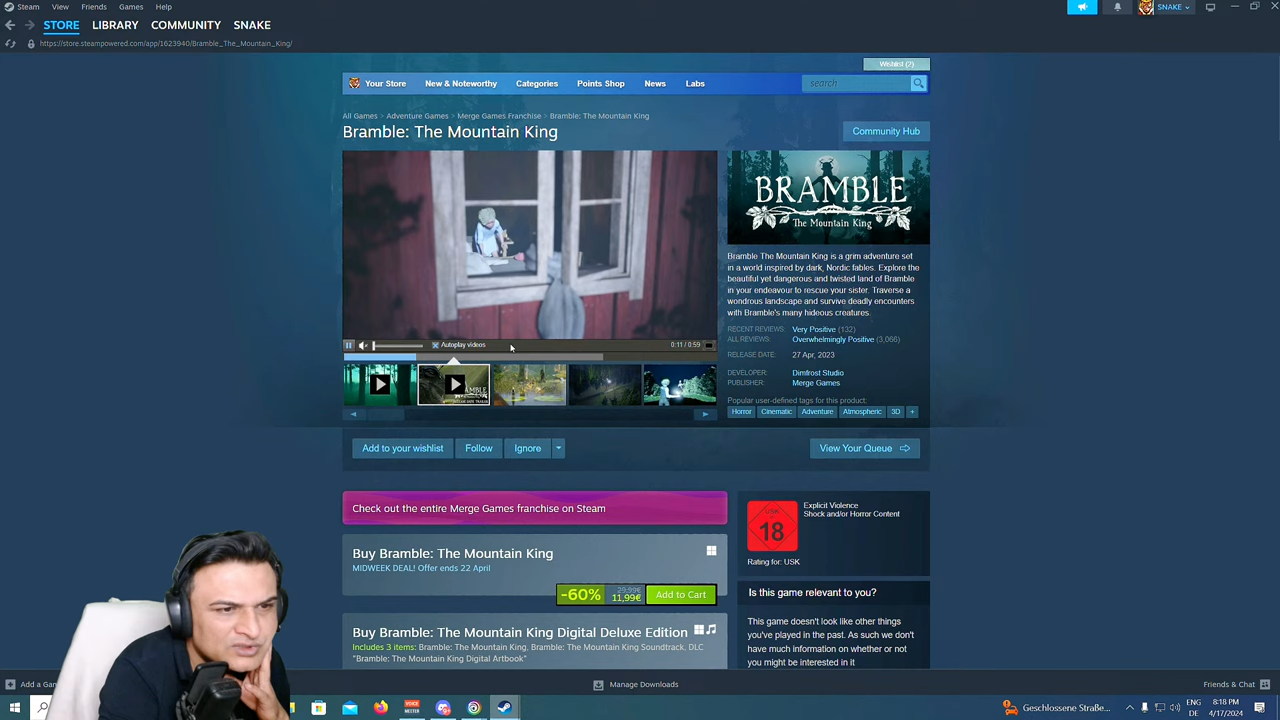 Steam View Friends Games Help
SNAKE
STORE LIBRARY COMMUNITY SNAKE
https://store.steampowered.com/app/1623940/Bramble_The_Mountain_King/
Wishlist (7)
Your Store New & Noteworthy Categories Points Shop News Labs search
All Games > Adventure Games > Merge Games Franchise > Bramble: The Mountain King
Bramble: The Mountain King
Community Hub
BRAMBLE
The Mountain King
Bramble The Mountain King is a grim adventure set
in a world inspired by dark, Nordic fables. Explore the
beautiful yet dangerous and twisted land of Bramble
in your endeavour to rescue your sister. Traverse a
wondrous landscape and survive deadly encounters
with Bramble's many hideous creatures.
RECENT REVIEWS: Very Positive (132)
ALL REVIEWS: Overwhelmingly Positive (3,066)
RELEASE DATE: 27 Apr, 2023
DEVELOPER: Dimfrost Studio
PUBLISHER: Merge Games
Popular user-defined tags for this product:
Horror Cinematic Adventure Atmospheric 3D +
Autoplay videos
0:11 / 0:59
Add to your wishlist Follow Ignore
View Your Queue
Check out the entire Merge Games franchise on Steam
Buy Bramble: The Mountain King
MIDWEEK DEAL! Offer ends 22 April
-60% 29,99€ 11,99€ Add to Cart
Buy Bramble: The Mountain King Digital Deluxe Edition
Includes 3 items: Bramble: The Mountain King, Bramble: The Mountain King Soundtrack, DLC
"Bramble: The Mountain King Digital Artbook"
USK
18
Explicit Violence
Shock and/or Horror Content
Rating for: USK
Is this game relevant to you?
This game doesn't look like other things
you've played in the past. As such we don't
have much information on whether or not
you might be interested in it
Add a Gam
Manage Downloads
Friends & Chat
Geschlossene Straße...
ENG
DE
8:18 PM
4/17/2024